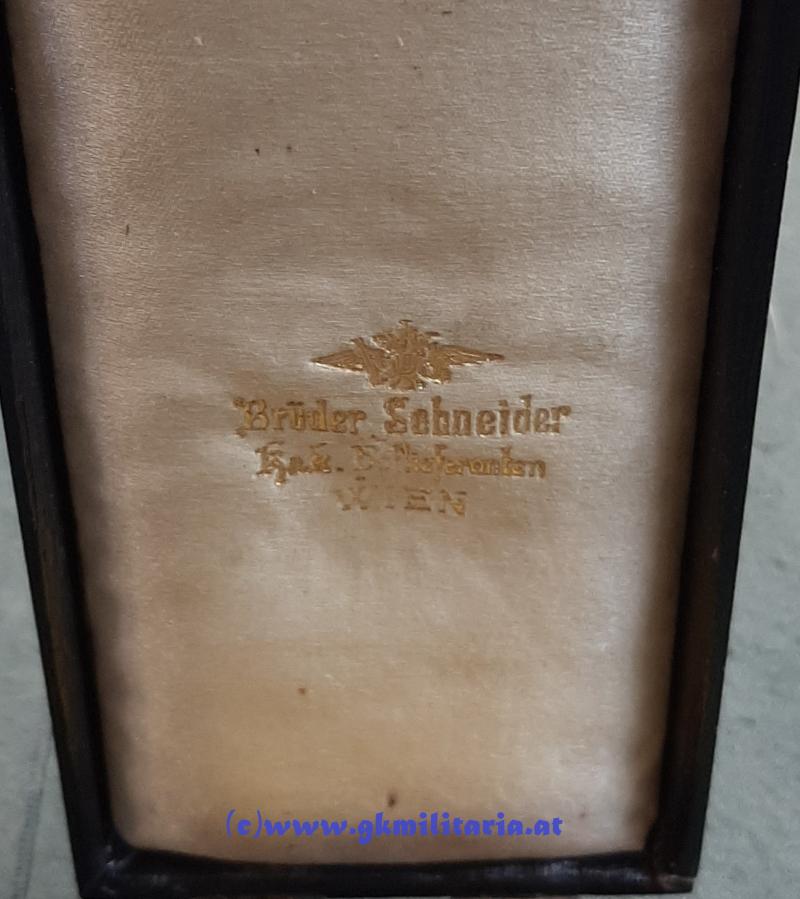 Brüder Schneider
K.u.k. Hoflieferanten
WIEN
(c)www.gkmilitaria.at